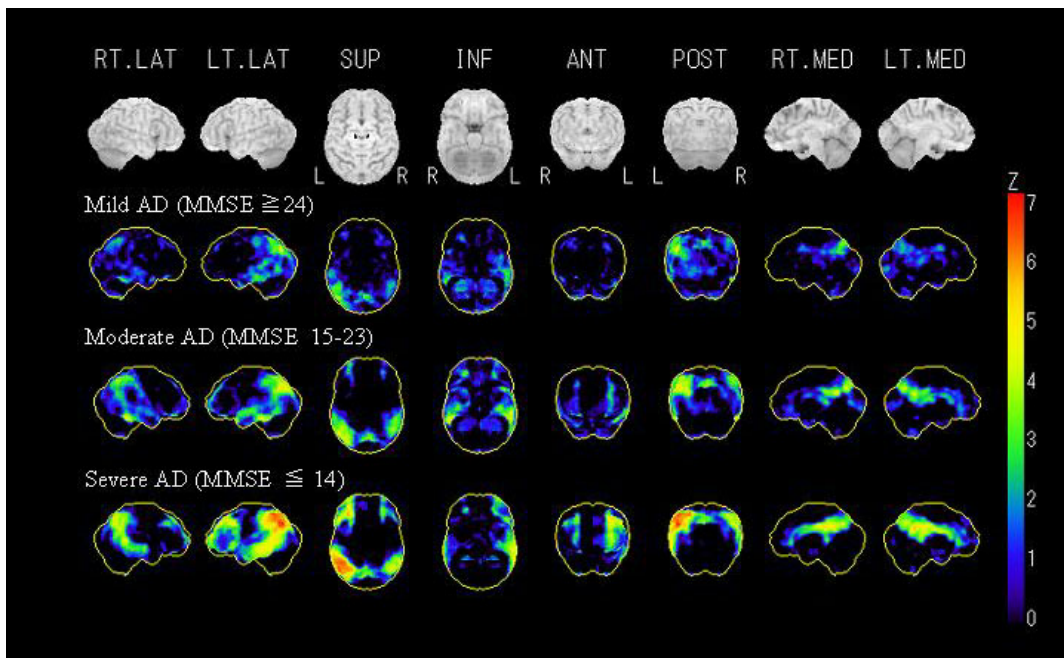 RT.LAT LT.LAT SUP INF ANT POST RT.MED LT.MED
L R R L R L L R
Z
Mild AD (MMSE ≧24)
7
6
Moderate AD (MMSE 15-23)
5
4
3
Severe AD (MMSE ≦ 14)
2
1
0